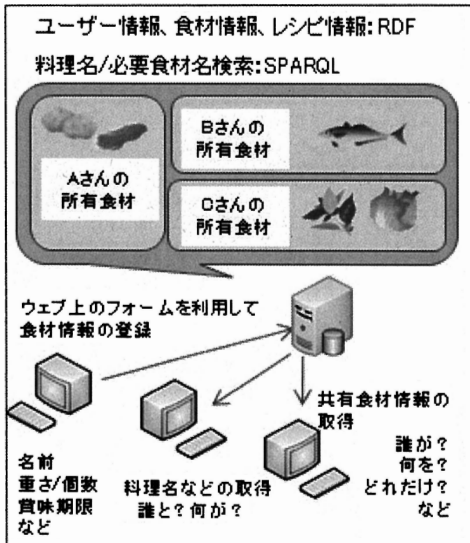 ユーザー情報、食材情報、レシピ情報:RDF
料理名/必要食材名検索:SPARQL
Aさんの
所有食材
Bさんの
所有食材
Cさんの
所有食材
ウェブ上のフォームを利用して
食材情報の登録
名前
重さ/個数
賞味期限
など
料理名などの取得
誰と?何が?
共有食材情報の
取得
誰が?
何を?
どれだけ?
など